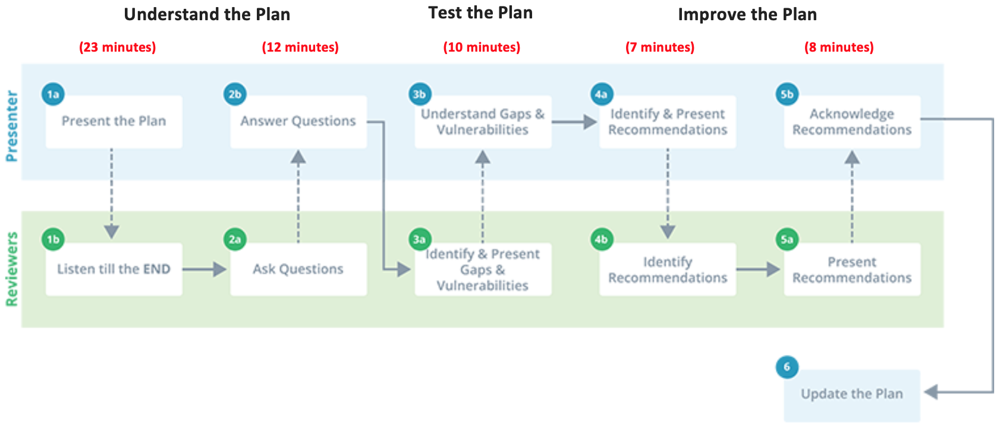 Understand the Plan
Test the Plan
Improve the Plan
(23 minutes)
(12 minutes)
(10 minutes)
(7 minutes)
(8 minutes)
Presenter
1a
Present the Plan
2b
Answer Questions
3b
Understand Gaps &
Vulnerabilities
4a
Identify & Present
Recommendations
5b
Acknowledge
Recommendations
Reviewers
1b
Listen till the END
2a
Ask Questions
3a
Identify & Present
Gaps &
Vulnerabilities
4b
Identify
Recommendations
5a
Present
Recommendations
6
Update the Plan